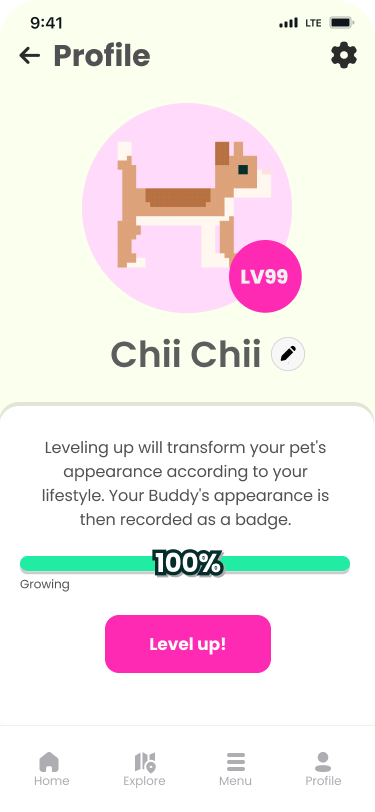 9:41
LTE
Profile
LV99
Chii Chii
Leveling up will transform your pet's
appearance according to your
lifestyle. Your Buddy's appearance is
then recorded as a badge.
100%
Growing
Level up!
Home
Explore
Menu
Profile